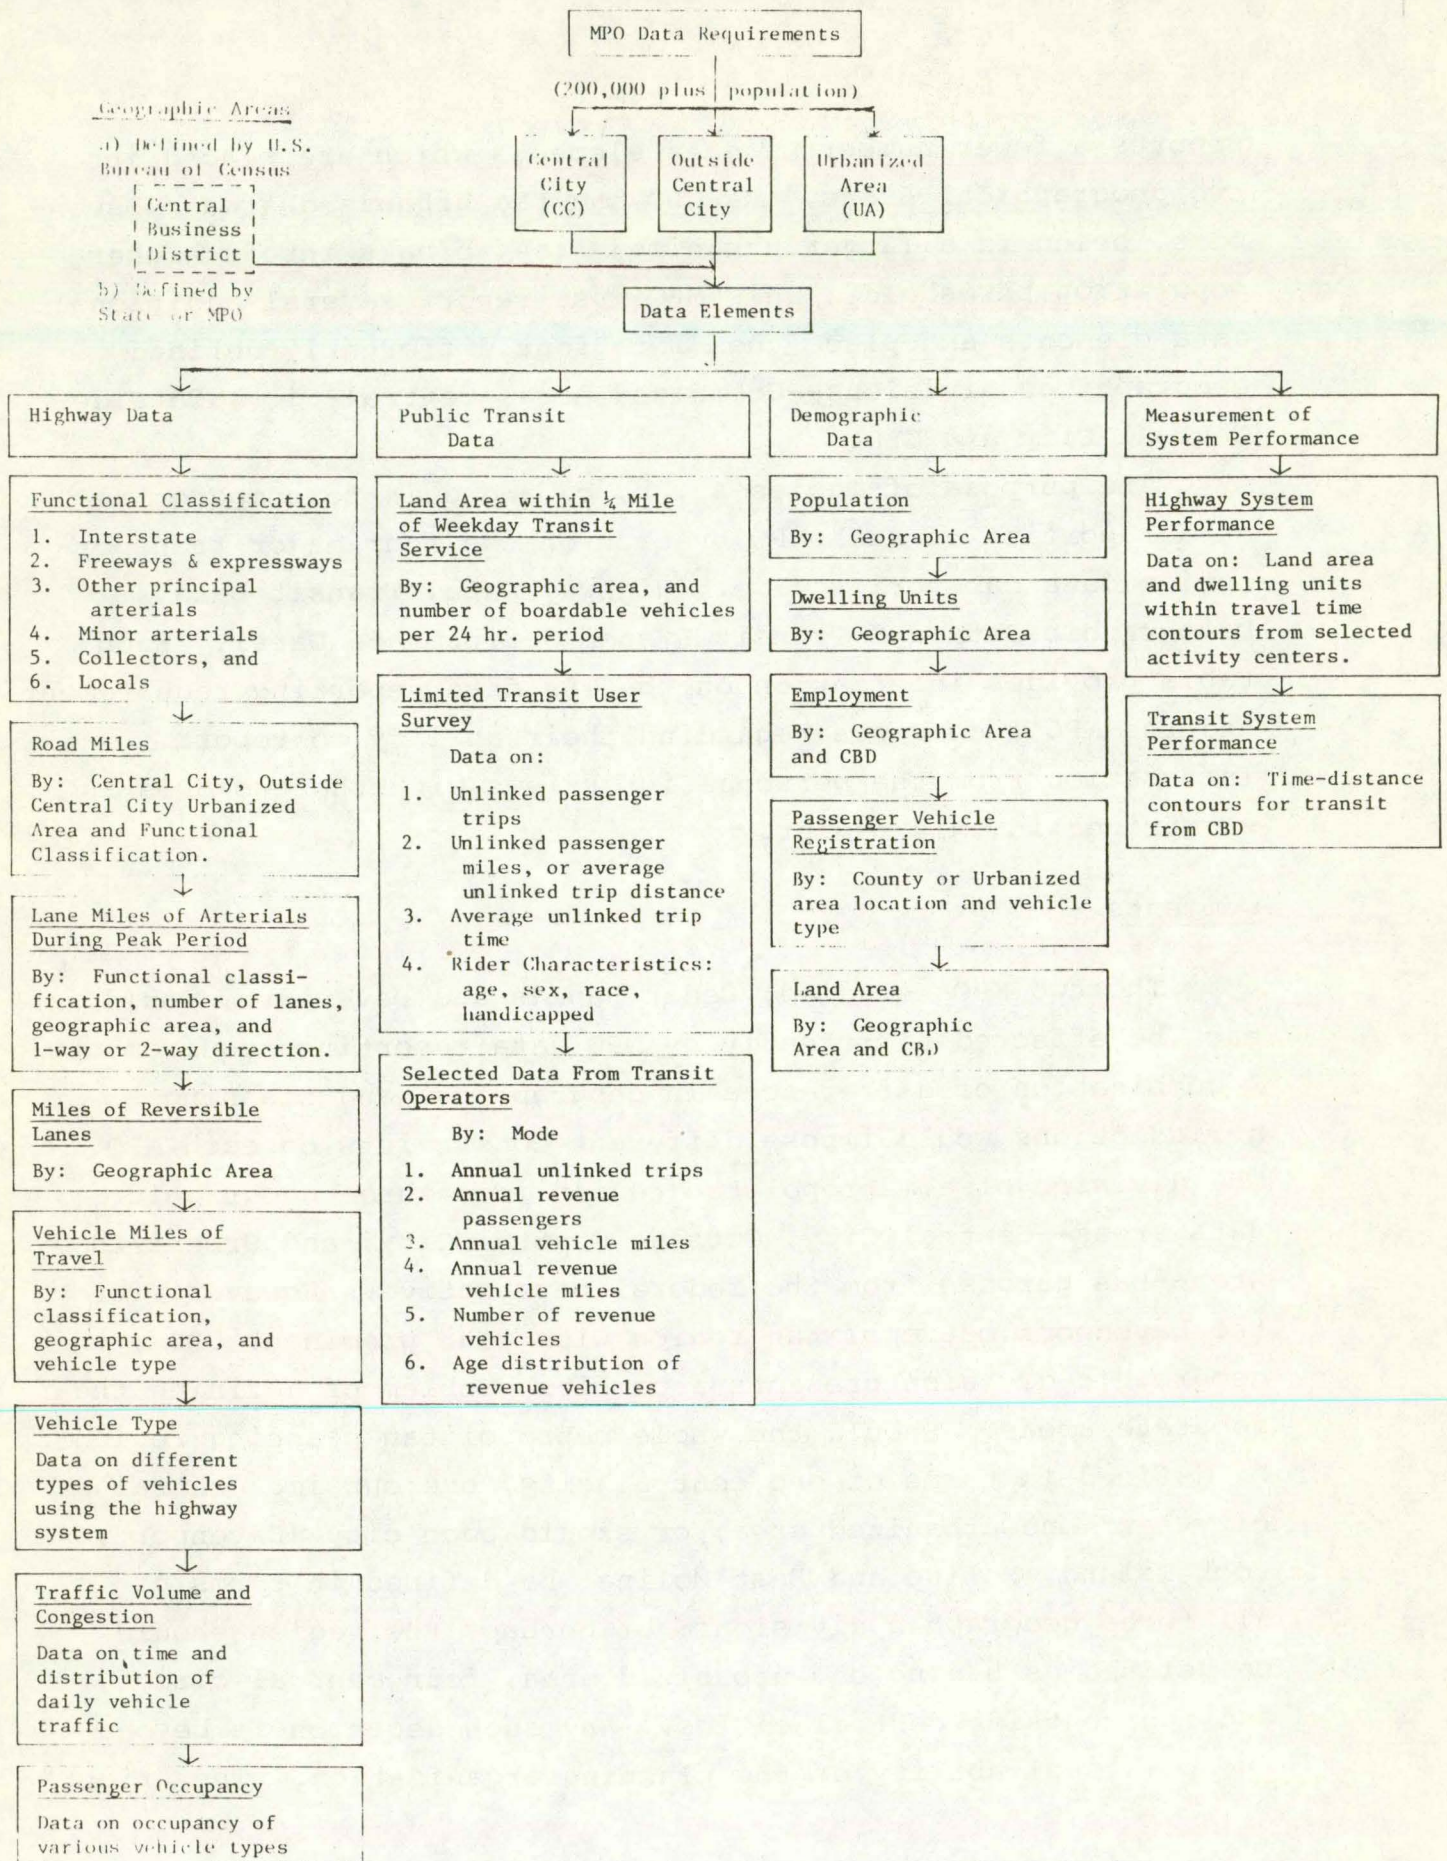 MPO Data Requirements
(200,000 plus population)
Geographic Areas
a) Defined by U.S.
Bureau of Census
Central
Business
District
b) Defined by
State or MPO
Central
City
(CC)
Outside
Central
City
Urbanized
Area
(UA)
Data Elements
Highway Data
Functional Classification
1. Interstate
2. Freeways & expressways
3. Other principal
arterials
4. Minor arterials
5. Collectors, and
6. Locals
Road Miles
By: Central City, Outside
Central City Urbanized
Area and Functional
Classification.
Lane Miles of Arterials
During Peak Period
By: Functional classi-
fication, number of lanes,
geographic area, and
1-way or 2-way direction.
Miles of Reversible
Lanes
By: Geographic Area
Vehicle Miles of
Travel
By: Functional
classification,
geographic area, and
vehicle type
Vehicle Type
Data on different
types of vehicles
using the highway
system
Traffic Volume and
Congestion
Data on time and
distribution of
daily vehicle
traffic
Passenger Occupancy
Data on occupancy of
various vehicle types
Public Transit
Data
Land Area within ¼ Mile
of Weekday Transit
Service
By: Geographic area, and
number of boardable vehicles
per 24 hr. period
Limited Transit User
Survey
Data on:
1. Unlinked passenger
trips
2. Unlinked passenger
miles, or average
unlinked trip distance
3. Average unlinked trip
time
4. Rider Characteristics:
age, sex, race,
handicapped
Selected Data From Transit
Operators
By: Mode
1. Annual unlinked trips
2. Annual revenue
passengers
3. Annual vehicle miles
4. Annual revenue
vehicle miles
5. Number of revenue
vehicles
6. Age distribution of
revenue vehicles
Demographic
Data
Population
By: Geographic Area
Dwelling Units
By: Geographic Area
Employment
By: Geographic Area
and CBD
Passenger Vehicle
Registration
By: County or Urbanized
area location and vehicle
type
Land Area
By: Geographic
Area and CBD
Measurement of
System Performance
Highway System
Performance
Data on: Land area
and dwelling units
within travel time
contours from selected
activity centers.
Transit System
Performance
Data on: Time-distance
contours for transit
from CBD